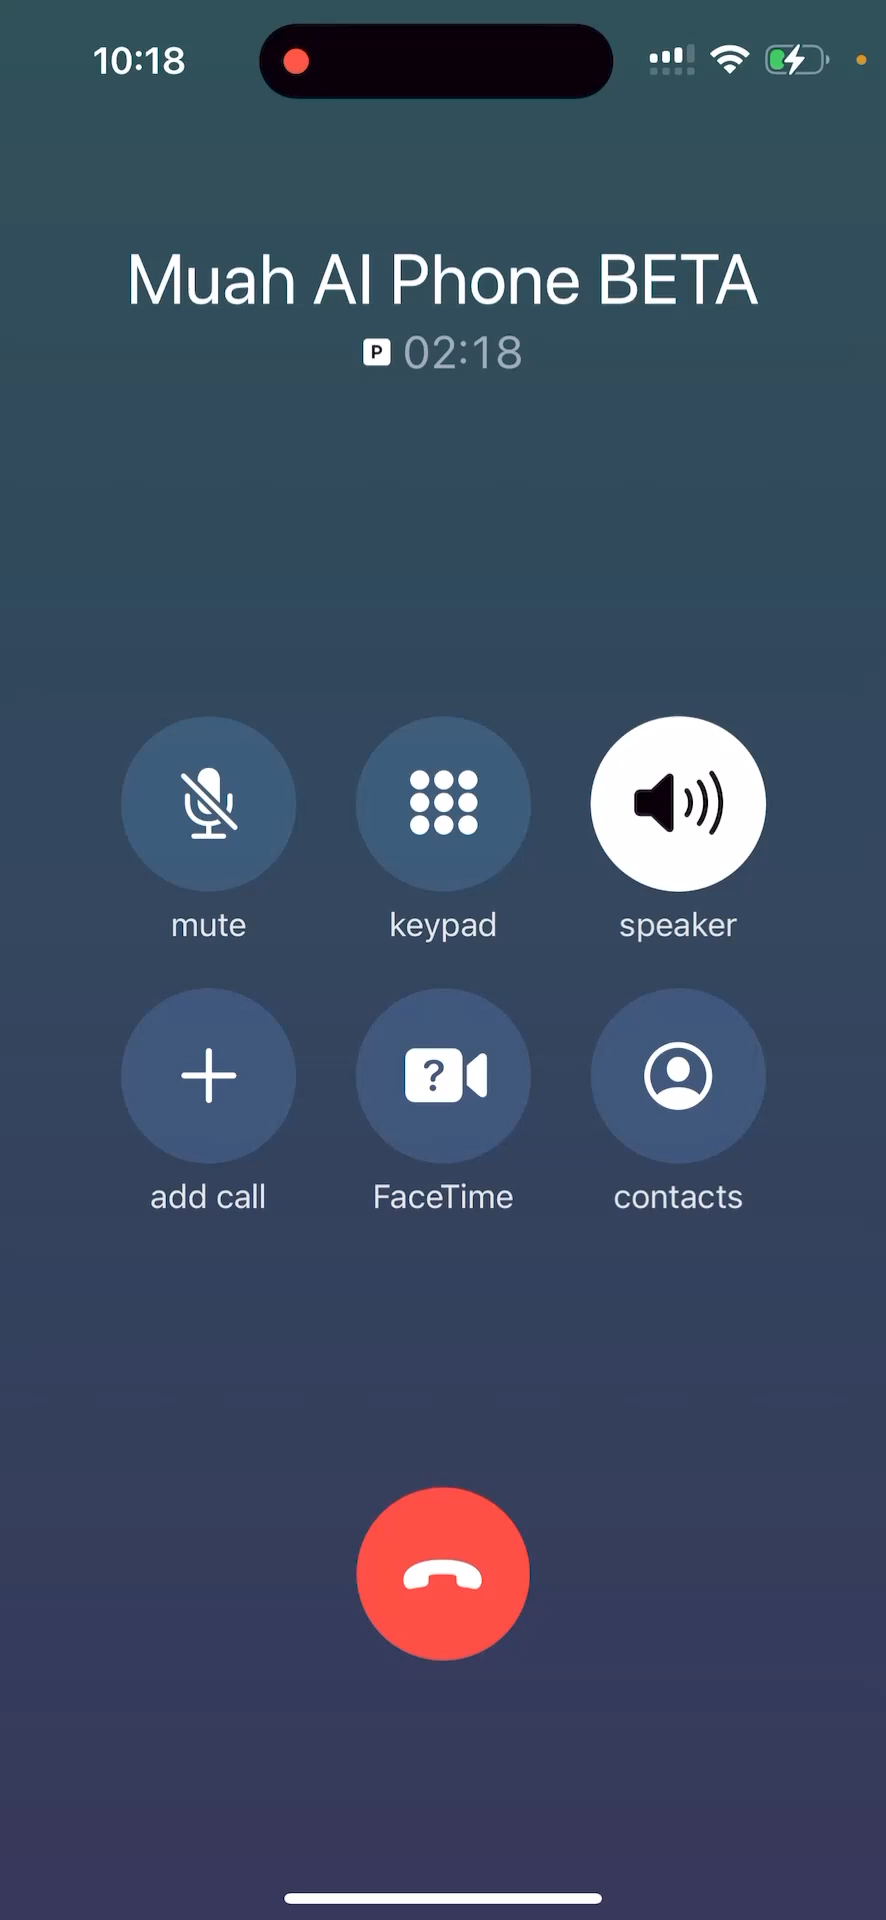 10:18
Muah AI Phone BETA
P 02:18
mute keypad speaker
?
add call FaceTime contacts